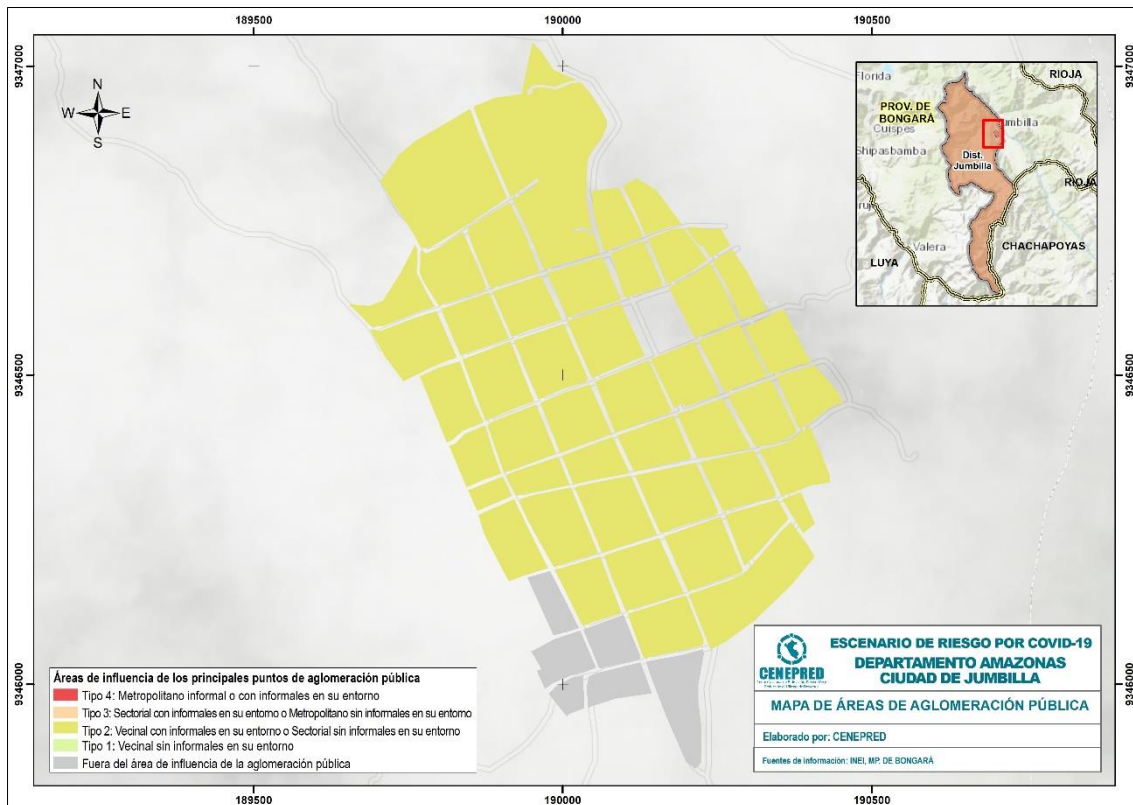 189500 190000 190500
9347000 9347000
N
W E
S
Florida
RIOJA
PROV. DE
BONGARÁ
Jumbilla
Cuispes
Shipasbamba
Dist.
Jumbilla
RIOJA
CHACHAPOYAS
Valera
LUYA
9346500 9346500
9346000 9346000
Áreas de influencia de los principales puntos de aglomeración pública
Tipo 4: Metropolitano informal o con informales en su entorno
Tipo 3: Sectorial con informales en su entorno o Metropolitano sin informales en su entorno
Tipo 2: Vecinal con informales en su entorno o Sectorial sin informales en su entorno
Tipo 1: Vecinal sin informales en su entorno
Fuera del área de influencia de la aglomeración pública
CENEPRED
ESCENARIO DE RIESGO POR COVID-19
DEPARTAMENTO AMAZONAS
CIUDAD DE JUMBILLA
MAPA DE ÁREAS DE AGLOMERACIÓN PÚBLICA
Elaborado por: CENEPRED
Fuentes de información: INEI, MP. DE BONGARÁ
189500 190000 190500